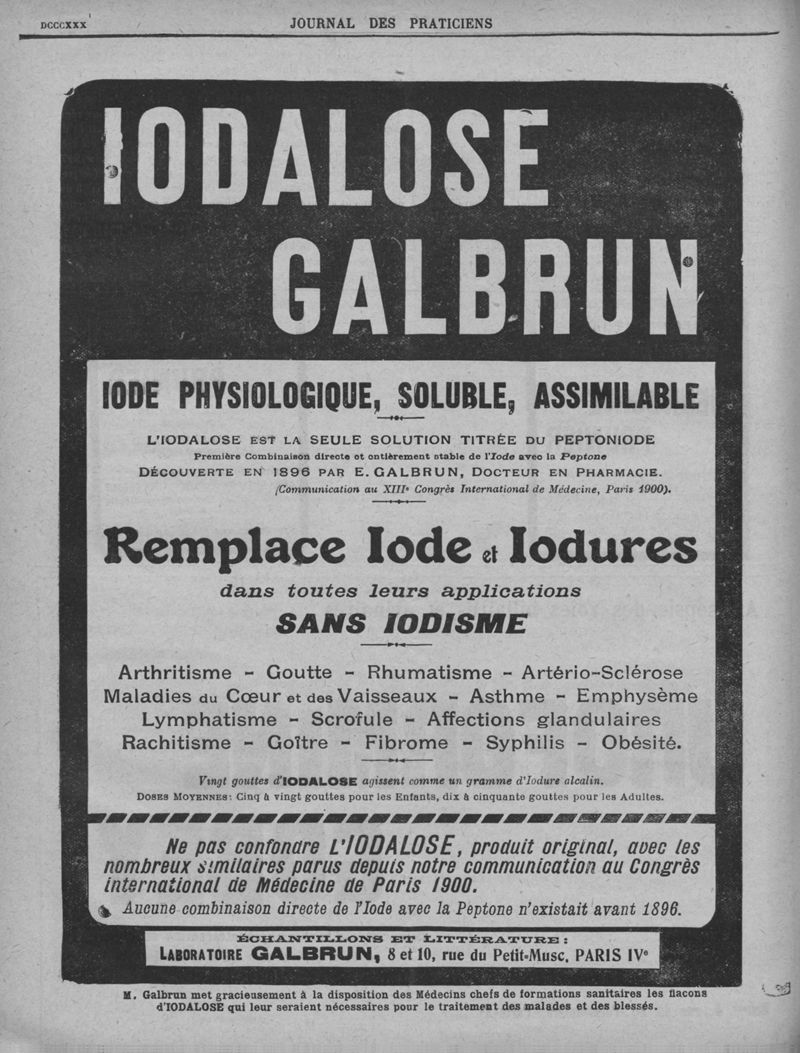 DCCCXXX
JOURNAL DES PRATICIENS
IODALOSE
GALBRUN
IODE PHYSIOLOGIQUE, SOLUBLE, ASSIMILABLE
L'IODALOSE EST LA SEULE SOLUTION TITRÉE DU PEPTONIODE
Première Combinaison directe et entièrement stable de l'Iode avec la Peptone
DÉCOUVERTE EN 1896 PAR E. GALBRUN, DOCTEUR EN PHARMACIE.
(Communication au XIIIe Congrès International de Médecine, Paris 1900).
Remplace Iode et Iodures
dans toutes leurs applications
SANS IODISME
Arthritisme - Goutte - Rhumatisme - Artério-Sclérose
Maladies du Cœur et des Vaisseaux - Asthme - Emphysème
Lymphatisme - Scrofule - Affections glandulaires
Rachitisme - Goître - Fibrome - Syphilis - Obésité.
Vingt gouttes d'IODALOSE agissent comme un gramme d'Iodure alcalin.
DOSES MOYENNES: Cinq à vingt gouttes pour les Enfants, dix à cinquante gouttes pour les Adultes.
Ne pas confondre L'IODALOSE, produit original, avec les
nombreux similaires parus depuis notre communication au Congrès
international de Médecine de Paris 1900.
Aucune combinaison directe de l'Iode avec la Peptone n'existait avant 1896.
ÉCHANTILLONS ET LITTÉRATURE:
LABORATOIRE GALBRUN, 8 et 10, rue du Petit-Musc, PARIS IVe
M. Galbrun met gracieusement à la disposition des Médecins chefs de formations sanitaires les flacons
d'IODALOSE qui leur seraient nécessaires pour le traitement des malades et des blessés.